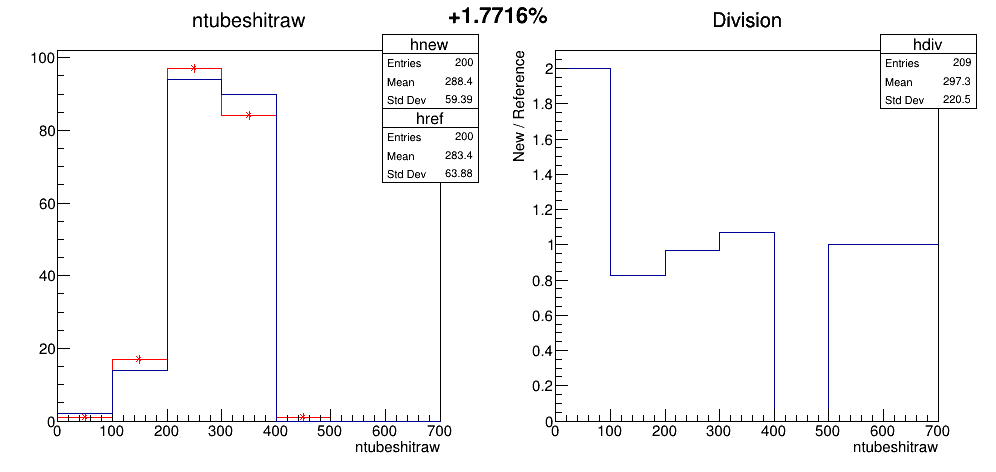 +1.7716%
ntubeshitraw
hnew
Entries 200
Mean 288.4
Std Dev 59.39
href
Entries 200
Mean 283.4
Std Dev 63.88
100
80
60
40
20
0
0 100 200 300 400 500 600 700
ntubeshitraw
Division
hdiv
Entries 209
Mean 297.3
Std Dev 220.5
New / Reference
2
1.8
1.6
1.4
1.2
1
0.8
0.6
0.4
0.2
0
0 100 200 300 400 500 600 700
ntubeshitraw